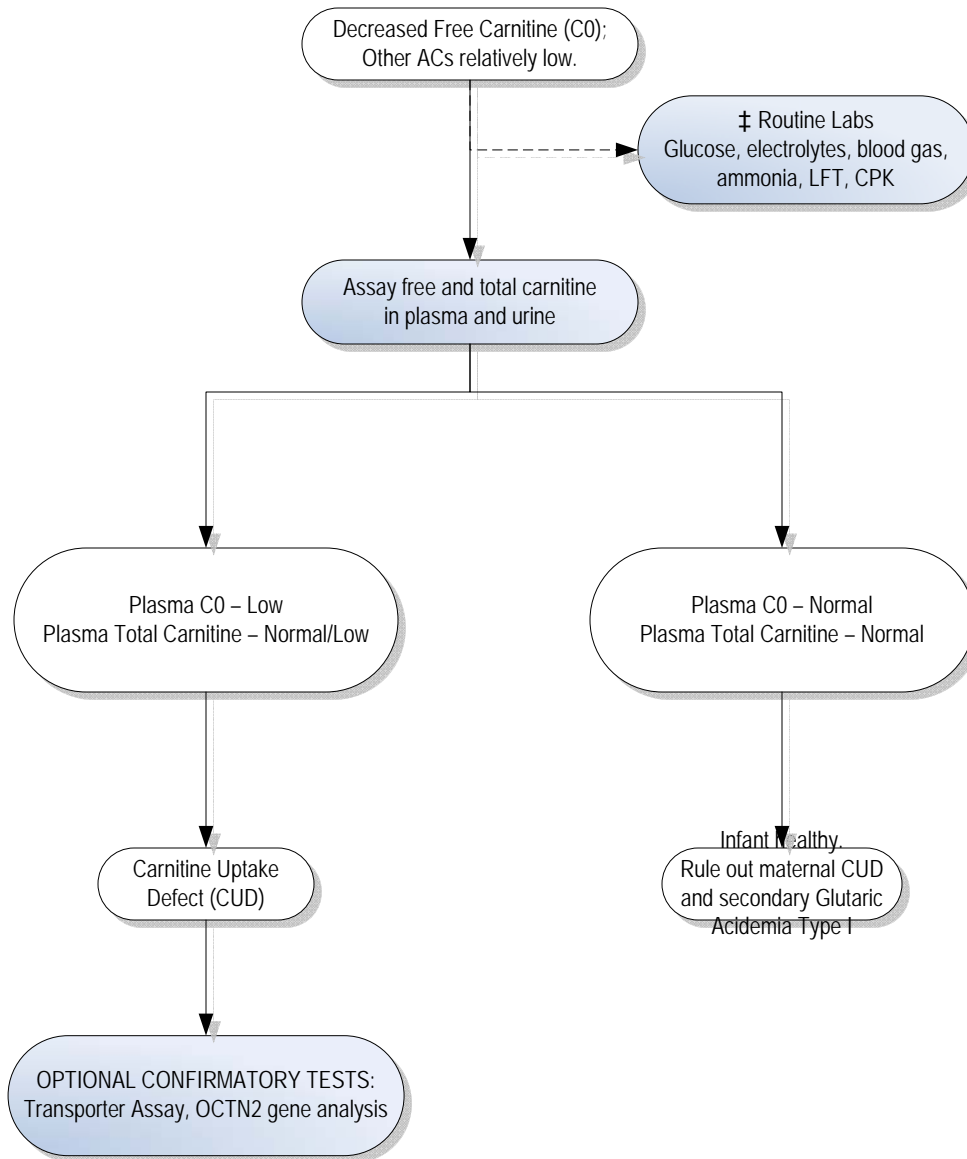 Decreased Free Carnitine (C0);
Other ACs relatively low.
‡ Routine Labs
Glucose, electrolytes, blood gas,
ammonia, LFT, CPK
Assay free and total carnitine
in plasma and urine
Plasma C0 – Low
Plasma Total Carnitine – Normal/Low
Plasma C0 – Normal
Plasma Total Carnitine – Normal
Carnitine Uptake
Defect (CUD)
Infant healthy.
Rule out maternal CUD
and secondary Glutaric
Acidemia Type I
OPTIONAL CONFIRMATORY TESTS:
Transporter Assay, OCTN2 gene analysis